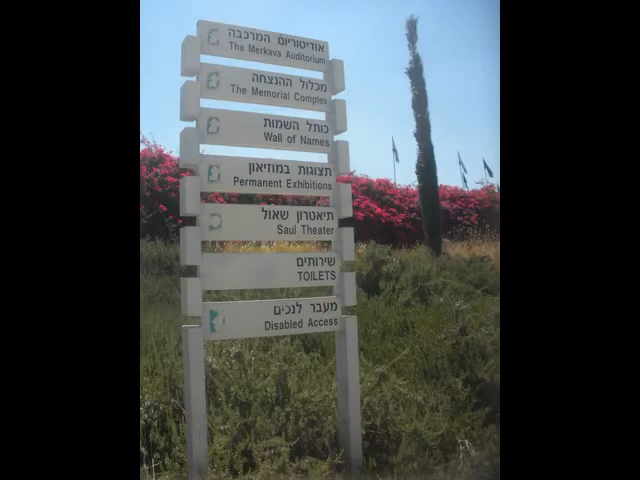 אודיטוריום המרכבה
The Merkava Auditorium
מכלול ההנצחה
The Memorial Complex
כותל השמות
Wall of Names
תצוגות במוזיאון
Permanent Exhibitions
תיאטרון שאול
Saul Theater
שירותים
TOILETS
מעבר לנכים
Disabled Access